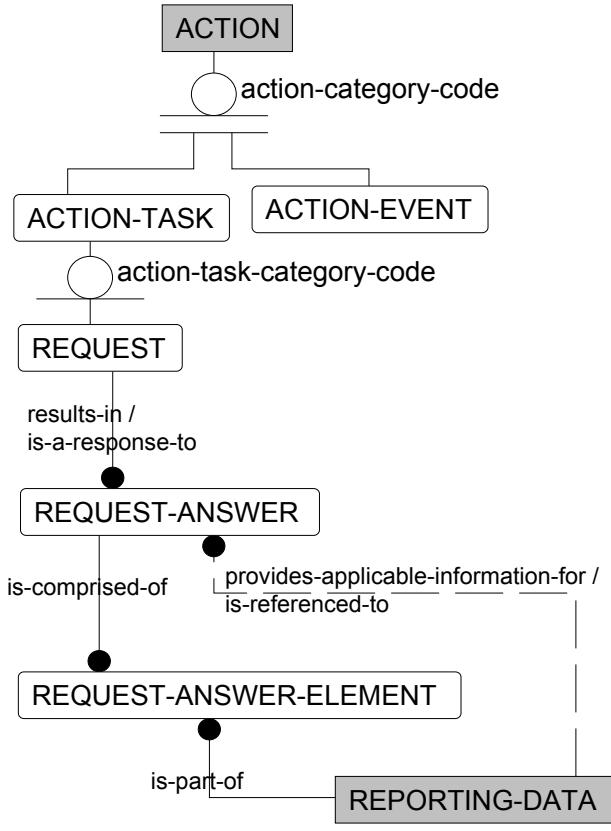 ACTION
action-category-code
ACTION-TASK
ACTION-EVENT
action-task-category-code
REQUEST
results-in /
is-a-response-to
REQUEST-ANSWER
is-comprised-of
provides-applicable-information-for /
is-referenced-to
REQUEST-ANSWER-ELEMENT
is-part-of
REPORTING-DATA